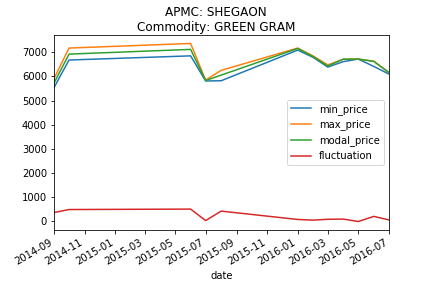 APMC: SHEGAON
Commodity: GREEN GRAM
7000
6000
5000
4000
3000
2000
1000
0
min_price
max_price
modal_price
fluctuation
2014-09
2014-11
2015-01
2015-03
2015-05
2015-07
2015-09
2015-11
2016-01
2016-03
2016-05
2016-07
date